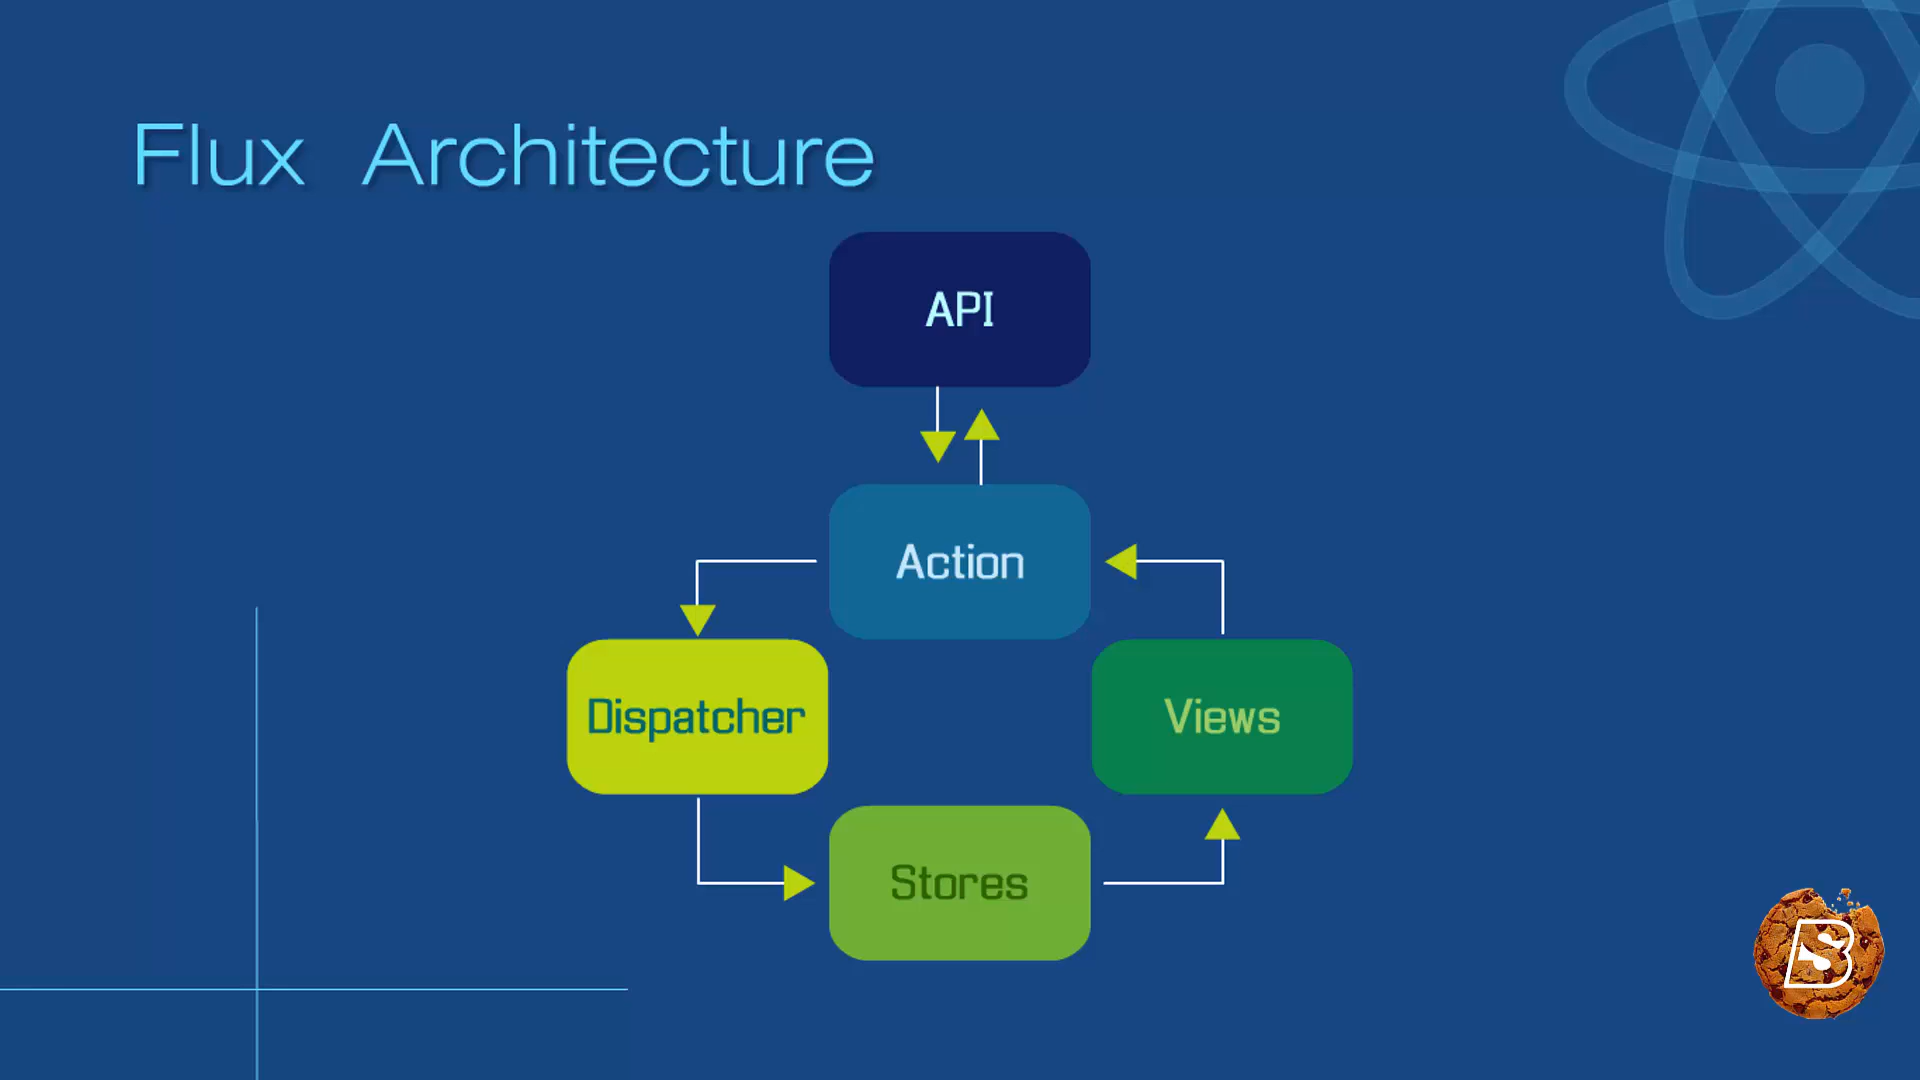 Flux Architecture
API
Action
Dispatcher
Views
Stores
B